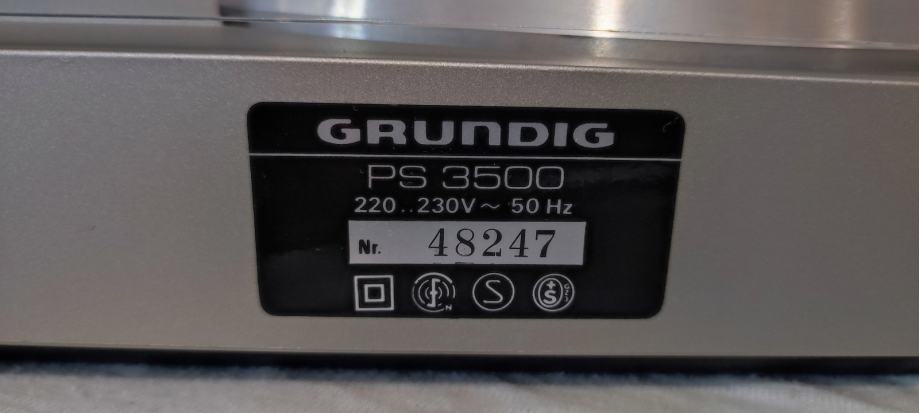 GRUNDIG
PS 3500
220..230V ~ 50 Hz
Nr. 48247